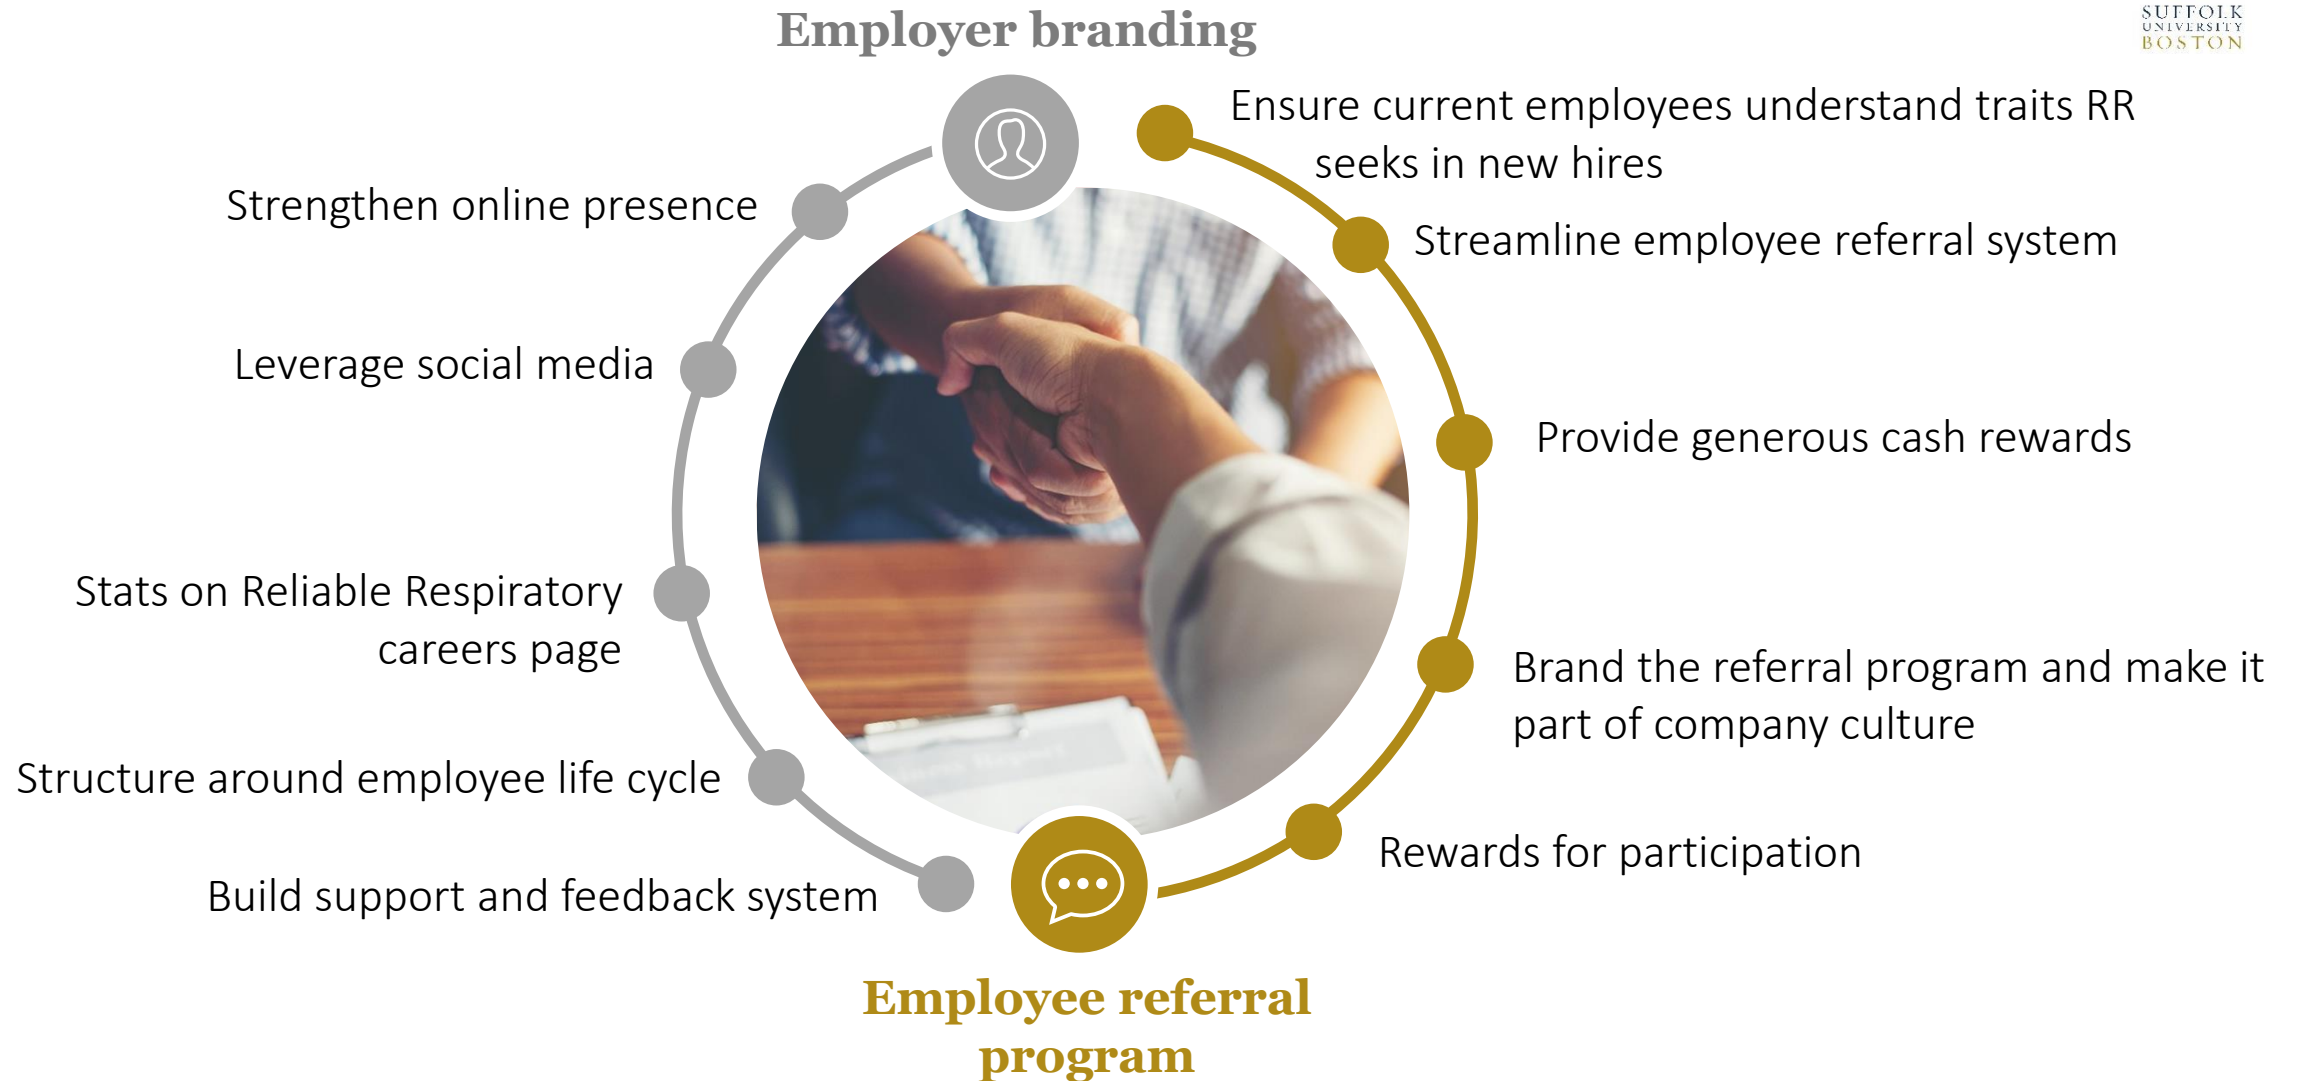 Employer branding
SUFFOLK
UNIVERSITY
BOSTON
Strengthen online presence
Leverage social media
Stats on Reliable Respiratory
careers page
Structure around employee life cycle
Build support and feedback system
Ensure current employees understand traits RR
seeks in new hires
Streamline employee referral system
Provide generous cash rewards
Brand the referral program and make it
part of company culture
Rewards for participation
Employee referral
program